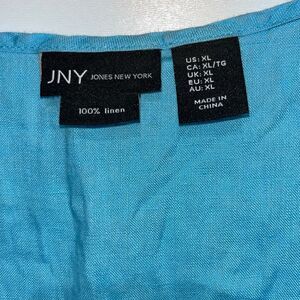 JNY JONES NEW YORK
100% linen
US: XL
CA: XL/TG
UK: XL
EU: XL
AU: XL
MADE IN
CHINA